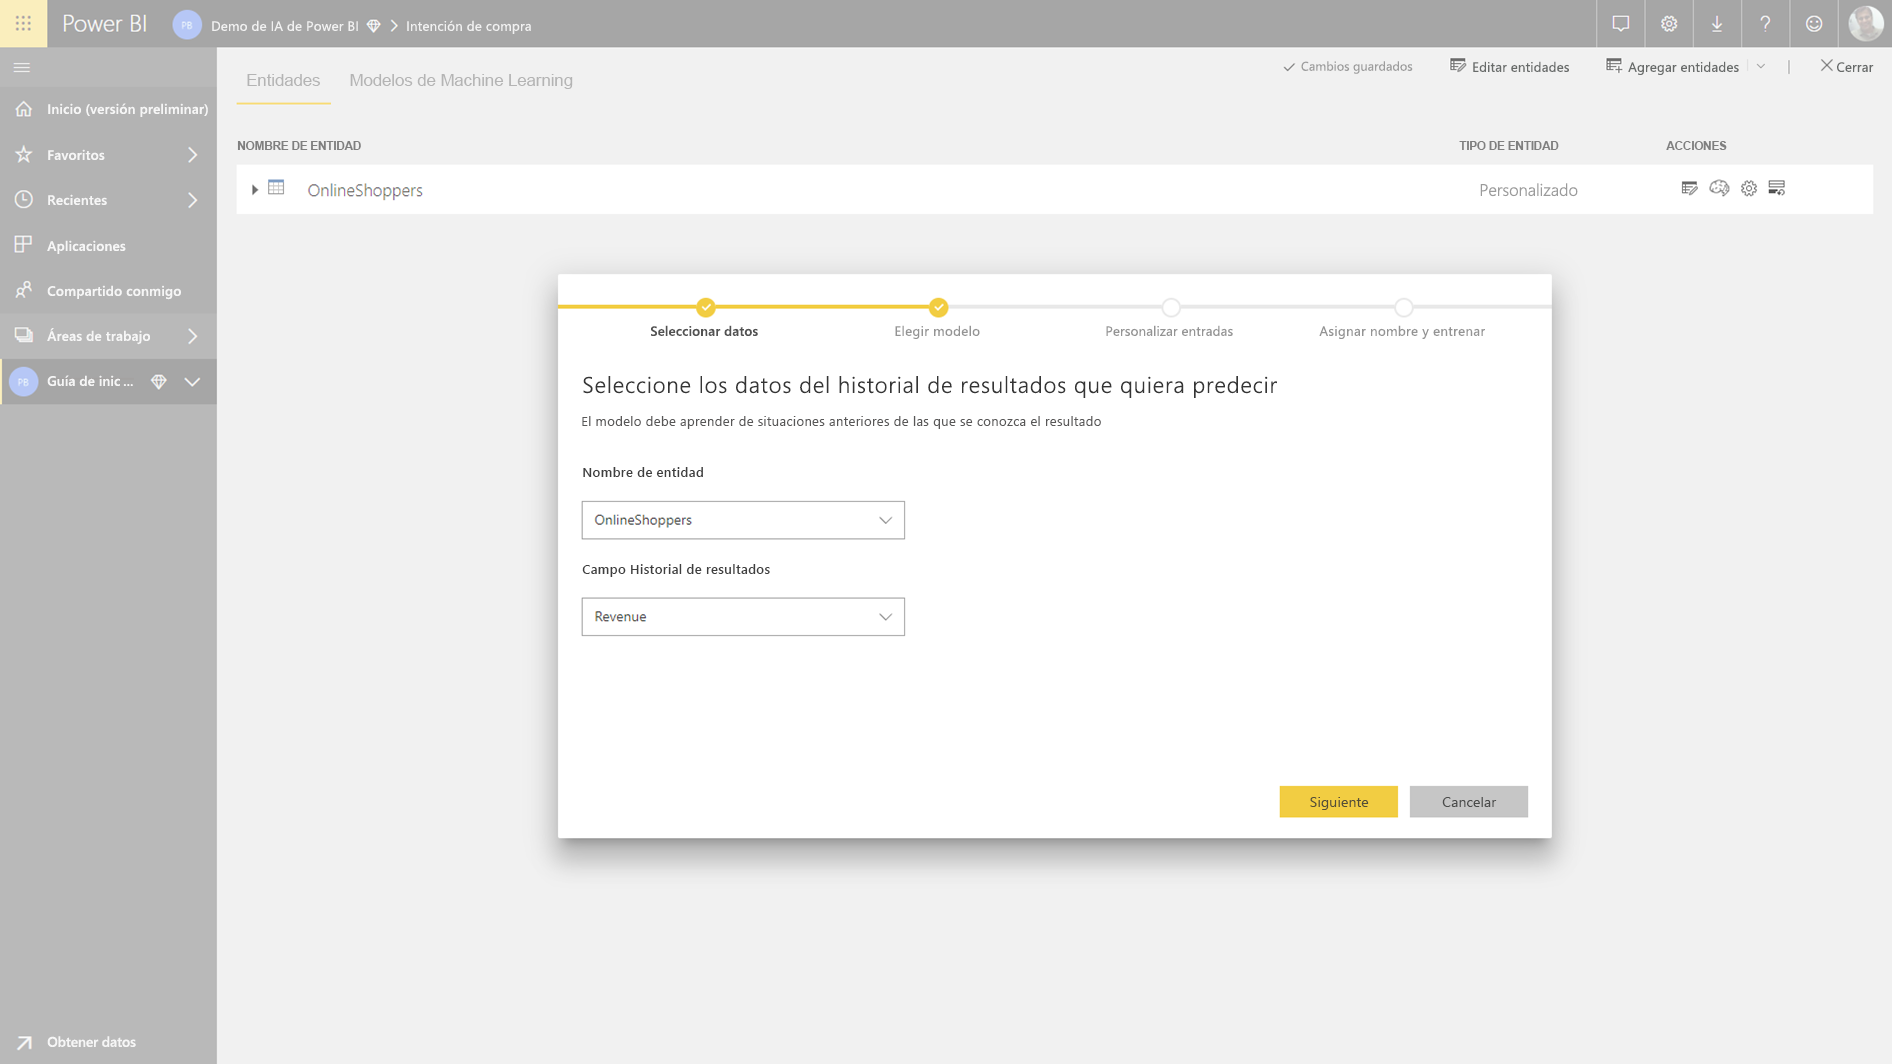 Power BI
PB
Demo de IA de Power BI
Intención de compra
Inicio (versión preliminar)
Favoritos
Recientes
Aplicaciones
Compartido conmigo
Áreas de trabajo
PB
Guía de inic ...
Obtener datos
Entidades
Modelos de Machine Learning
Cambios guardados
Editar entidades
Agregar entidades
Cerrar
NOMBRE DE ENTIDAD
TIPO DE ENTIDAD
ACCIONES
OnlineShoppers
Personalizado
Seleccionar datos
Elegir modelo
Personalizar entradas
Asignar nombre y entrenar
Seleccione los datos del historial de resultados que quiera predecir
El modelo debe aprender de situaciones anteriores de las que se conozca el resultado
Nombre de entidad
OnlineShoppers
Campo Historial de resultados
Revenue
Siguiente
Cancelar